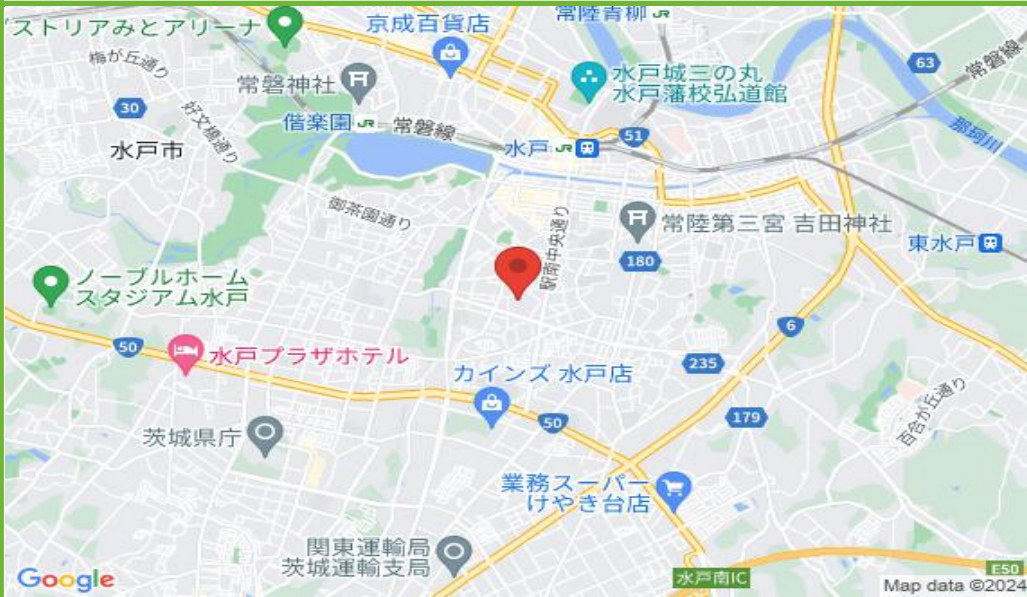 ストリアみとアリーナ
京成百貨店
常陸青柳 JR
梅が丘通り
常磐神社
水戸城三の丸
水戸藩校弘道館
63
常磐線
30
好文橋通り
偕楽園 JR
常磐線
51
那珂川
水戸市
水戸 JR
御茶園通り
駅南中央通り
常陸第三宮 吉田神社
180
東水戸
ノーブルホーム
スタジアム水戸
6
50
水戸プラザホテル
235
カインズ 水戸店
50
179
百合が丘通り
茨城県庁
業務スーパー
けやき台店
関東運輸局
茨城運輸支局
水戸南IC
E50
Google
Map data ©2024